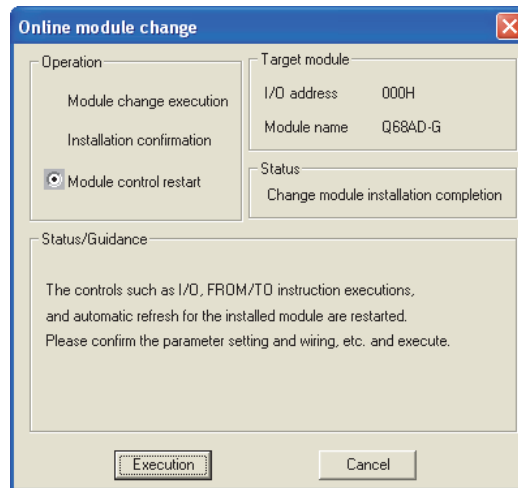 Online module change
Operation
Module change execution
Installation confirmation
Module control restart
Target module
I/O address 000H
Module name Q68AD-G
Status
Change module installation completion
Status/Guidance
The controls such as I/O, FROM/TO instruction executions,
and automatic refresh for the installed module are restarted.
Please confirm the parameter setting and wiring, etc. and execute.
Execution
Cancel